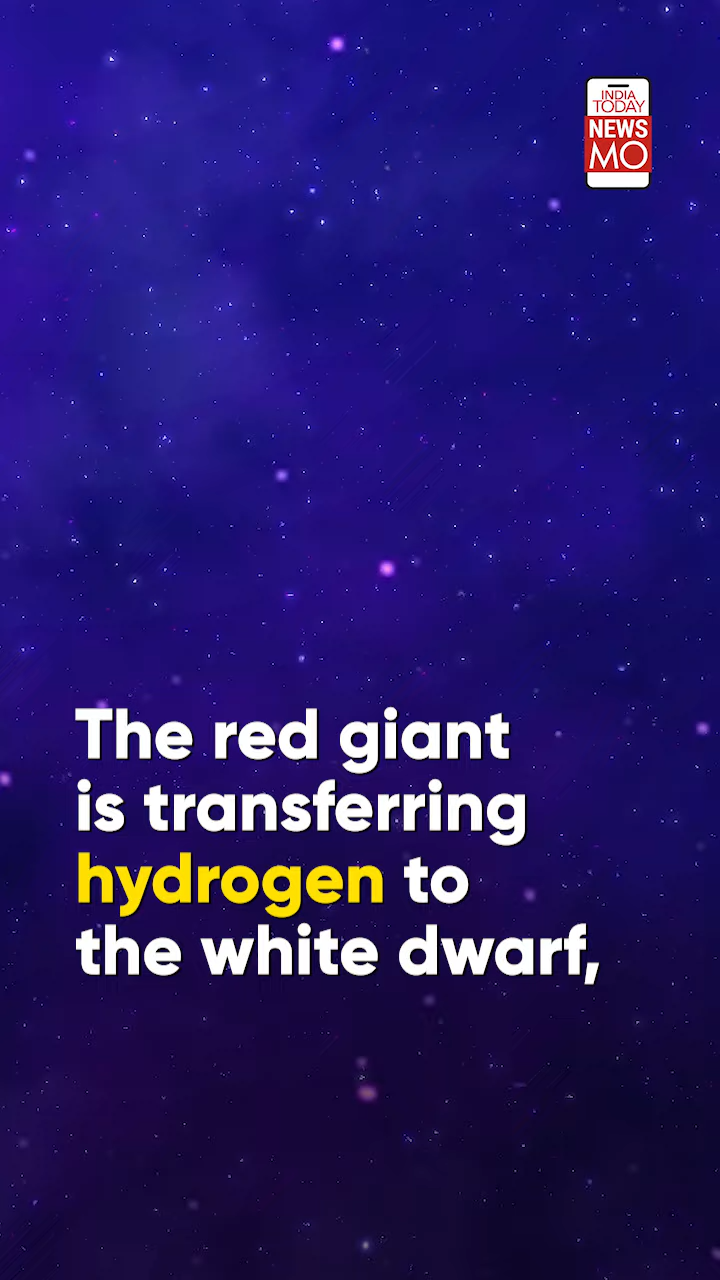 INDIA
TODAY
NEWS
MO
The red giant
is transferring
hydrogen to
the white dwarf,